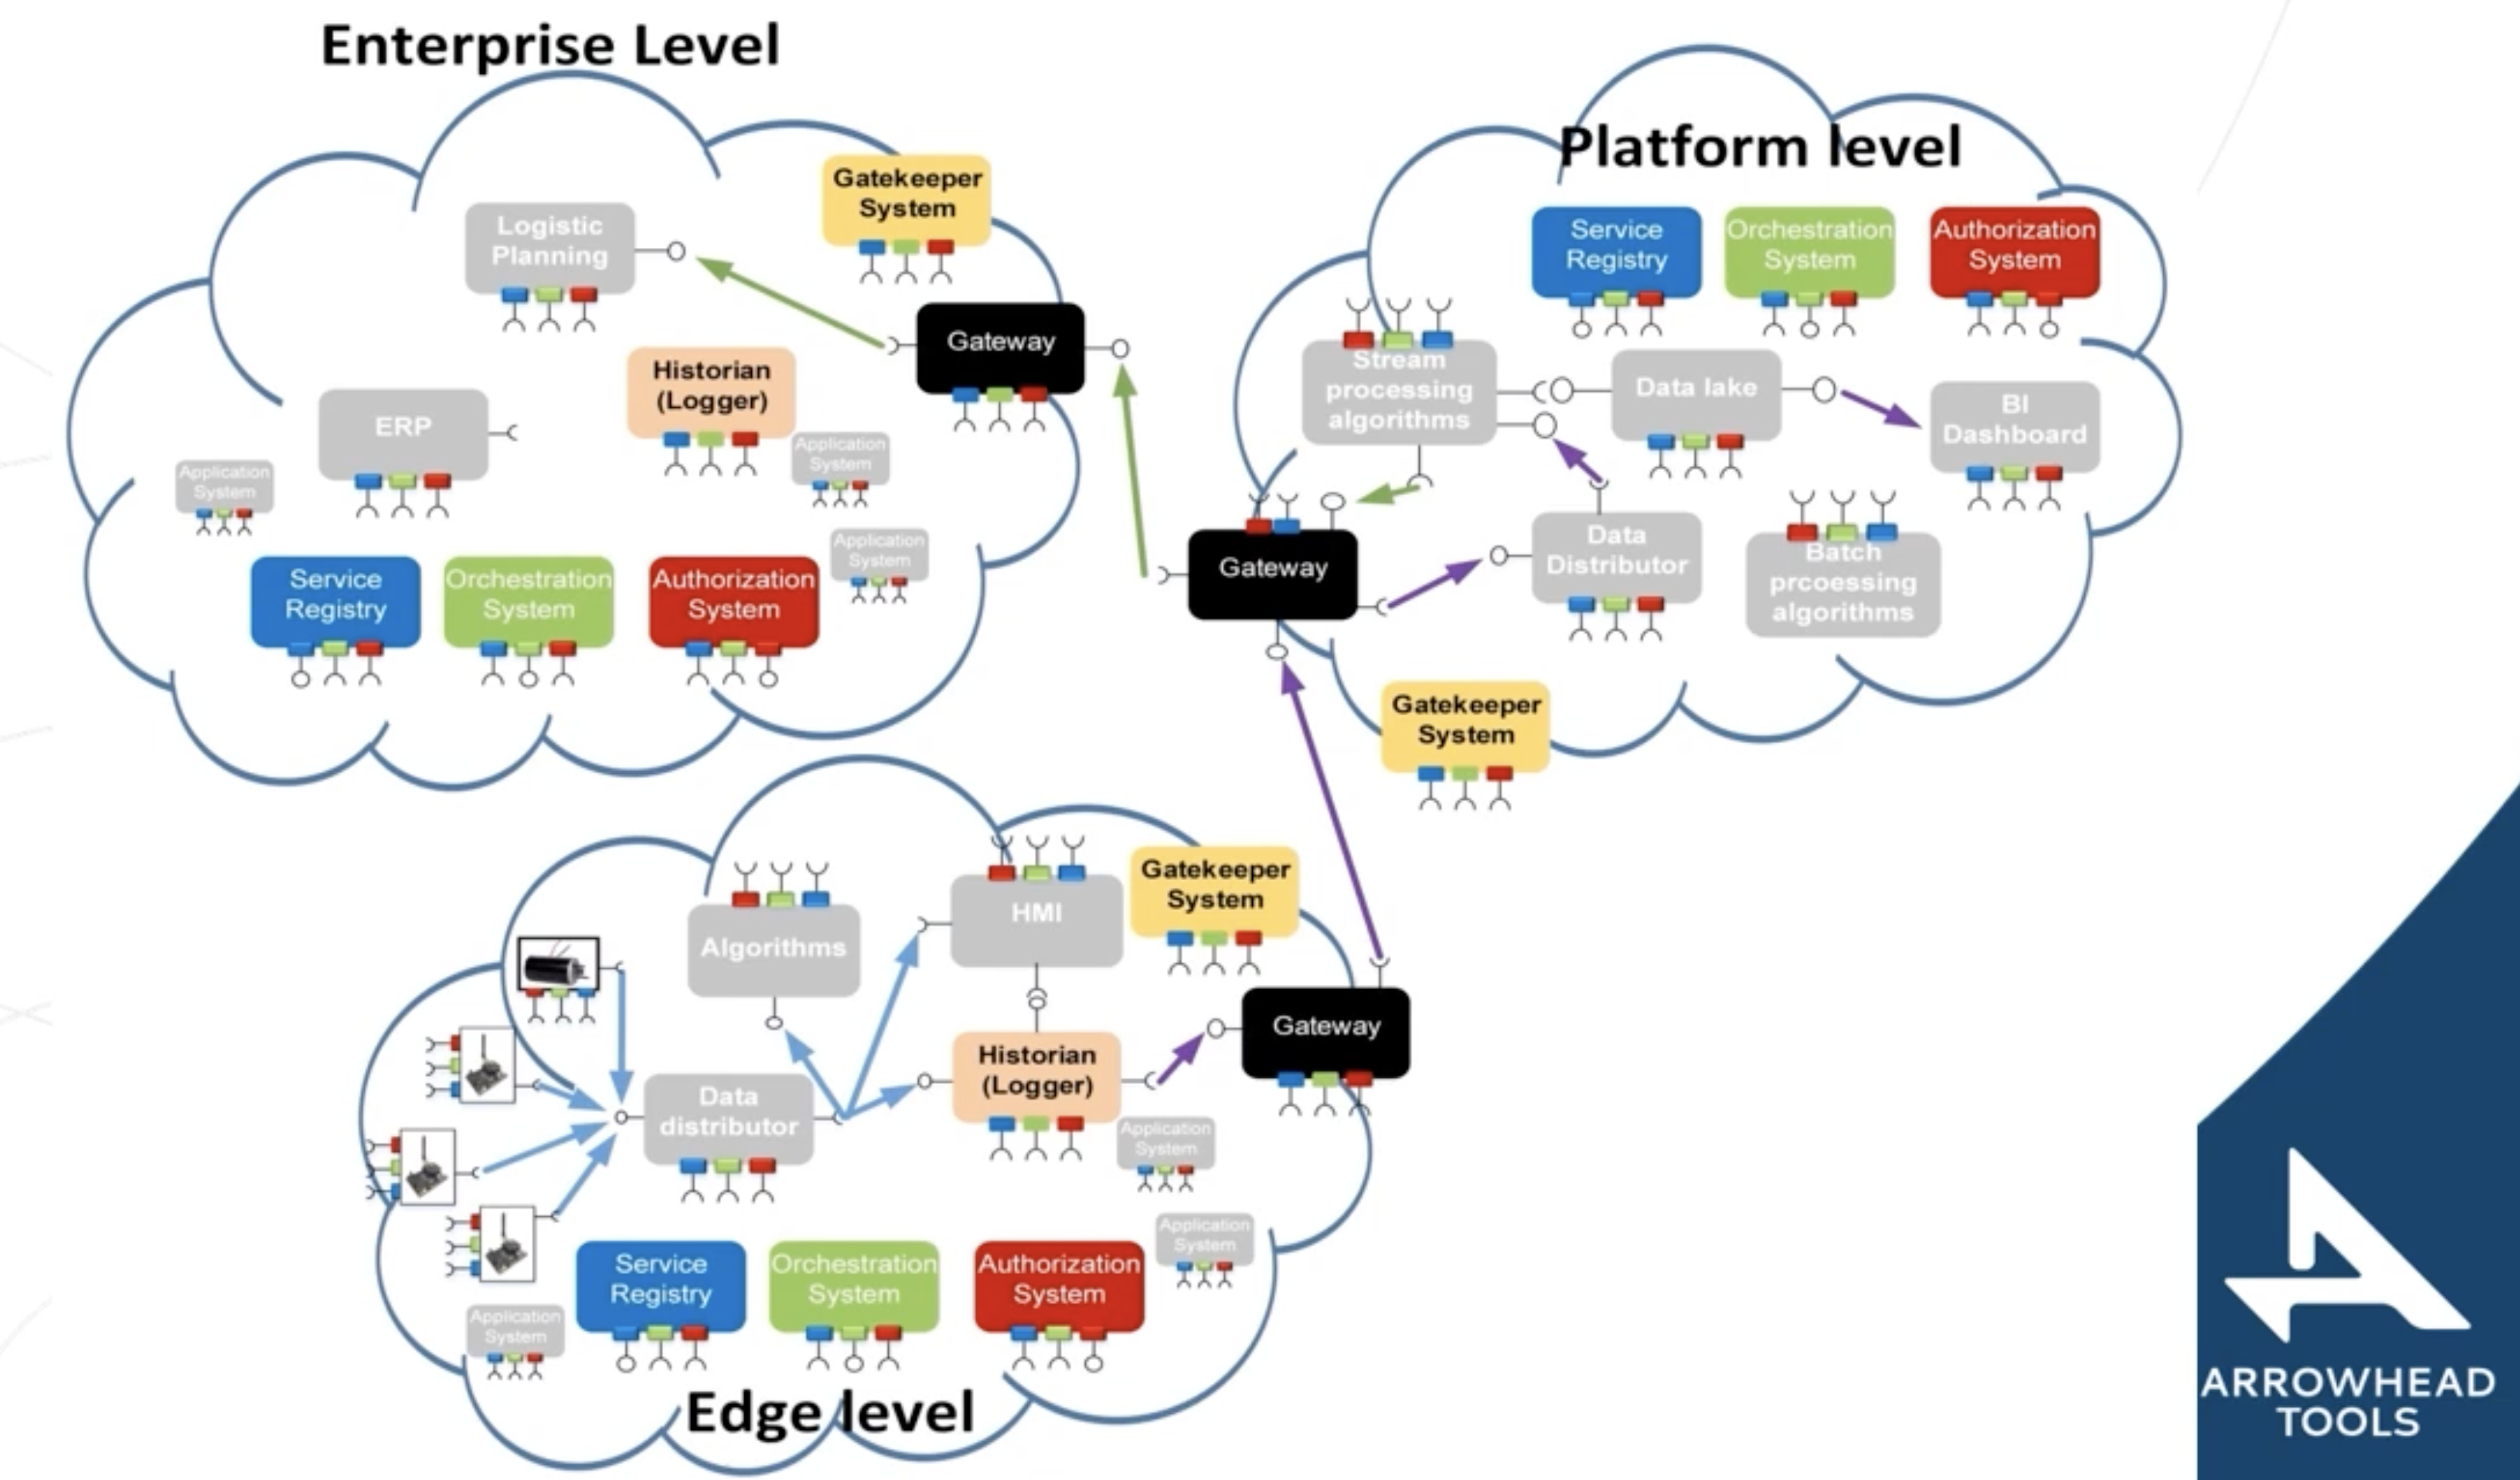 Enterprise Level
Gatekeeper
System
Logistic
Planning
Gateway
Historian
(Logger)
ERP
Application
System
Application
System
Application
System
Service
Registry
Orchestration
System
Authorization
System
Platform level
Service
Registry
Orchestration
System
Authorization
System
Stream
processing
algorithms
Data lake
BI
Dashboard
Gateway
Data
Distributor
Batch
prcoessing
algorithms
Gatekeeper
System
Algorithms
HMI
Gatekeeper
System
Gateway
Historian
(Logger)
Data
distributor
Application
System
Application
System
Service
Registry
Orchestration
System
Authorization
System
Application
System
Edge level
ARROWHEAD
TOOLS